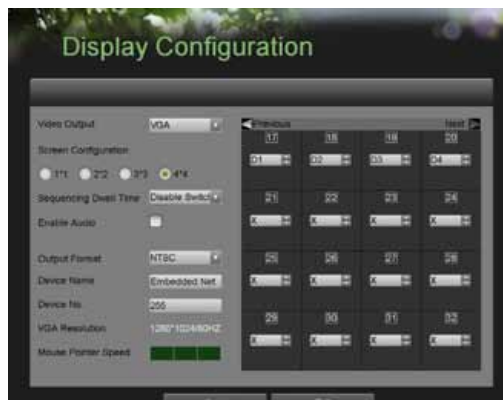 Display Configuration
Video Output VGA
Screen Configuration
1*1 2*2 3*3 4*4
Sequencing Dwell Time Disable Switch
Enable Audio
Output Format NTSC
Device Name Embedded Net
Device No. 255
VGA Resolution 1280*1024/60HZ
Mouse Pointer Speed
Previous Next
17 18 19 20
D1 D2 D3 D4
21 22 23 24
X X X X
25 26 27 28
X X X X
29 30 31 32
X X X X